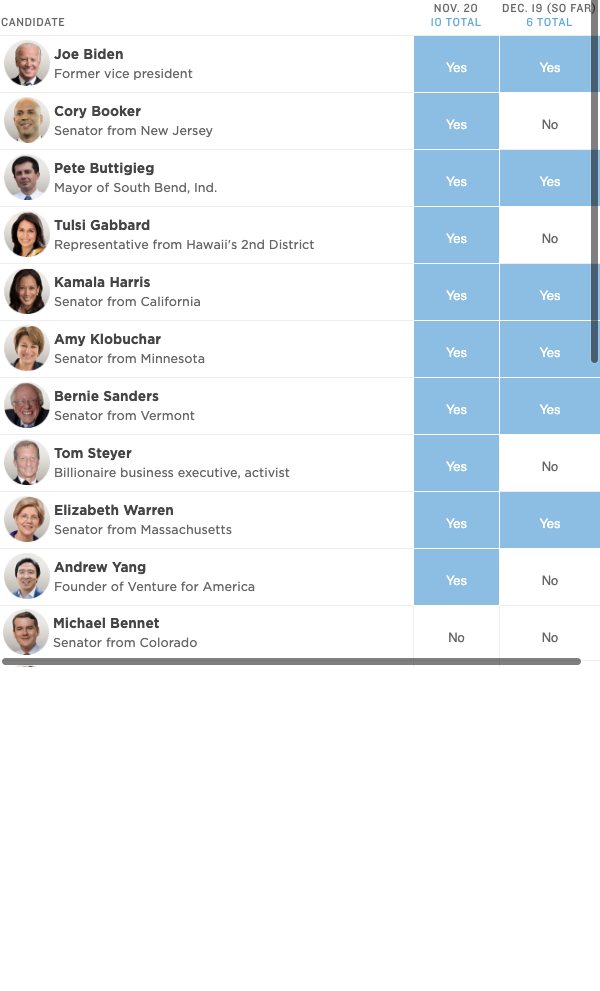 NOV. 20 DEC. 19 (SO FAR)
CANDIDATE 10 TOTAL 6 TOTAL
Joe Biden
Former vice president
Yes Yes
Cory Booker
Senator from New Jersey
Yes No
Pete Buttigieg
Mayor of South Bend, Ind.
Yes Yes
Tulsi Gabbard
Representative from Hawaii's 2nd District
Yes No
Kamala Harris
Senator from California
Yes Yes
Amy Klobuchar
Senator from Minnesota
Yes Yes
Bernie Sanders
Senator from Vermont
Yes Yes
Tom Steyer
Billionaire business executive, activist
Yes No
Elizabeth Warren
Senator from Massachusetts
Yes Yes
Andrew Yang
Founder of Venture for America
Yes No
Michael Bennet
Senator from Colorado
No No